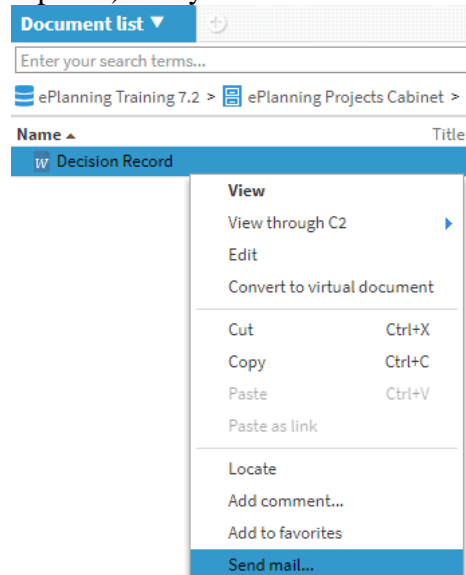 Document list ▼
Enter your search terms...
ePlanning Training 7.2 > ePlanning Projects Cabinet >
Name Title
W Decision Record
View
View through C2
Edit
Convert to virtual document
Cut Ctrl+X
Copy Ctrl+C
Paste Ctrl+V
Paste as link
Locate
Add comment...
Add to favorites
Send mail...